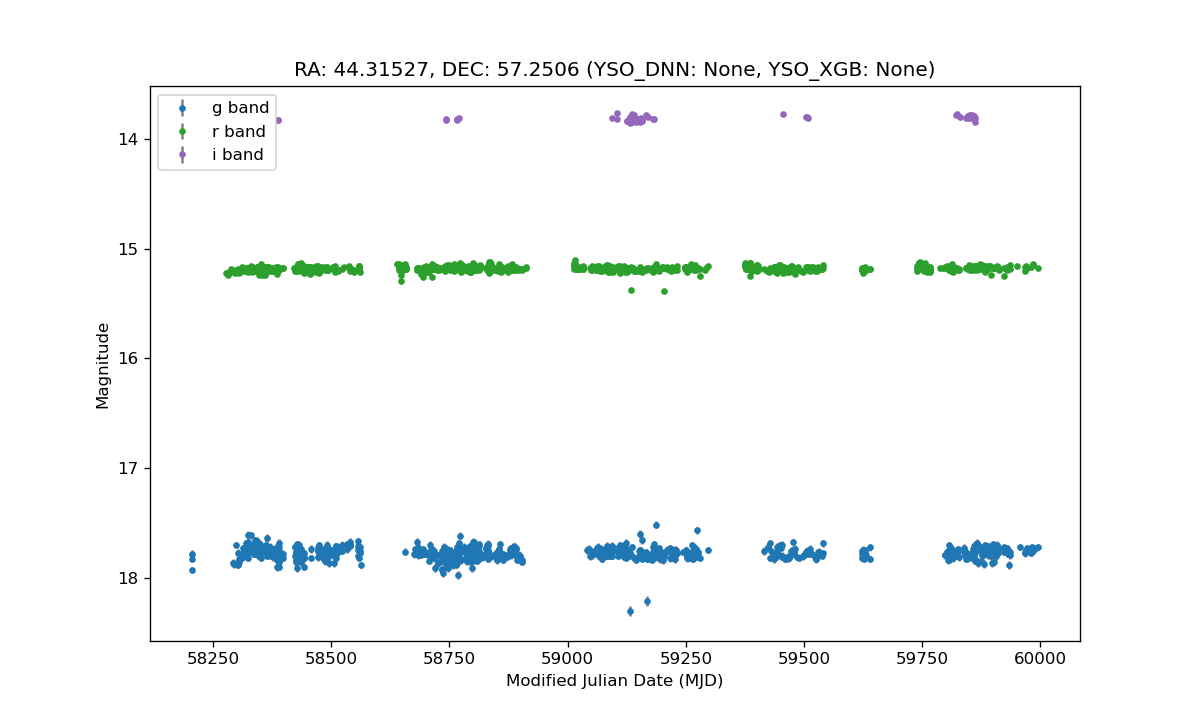 RA: 44.31527, DEC: 57.2506 (YSO_DNN: None, YSO_XGB: None)
g band
r band
i band
14
15
16
17
18
Magnitude
58250 58500 58750 59000 59250 59500 59750 60000
Modified Julian Date (MJD)